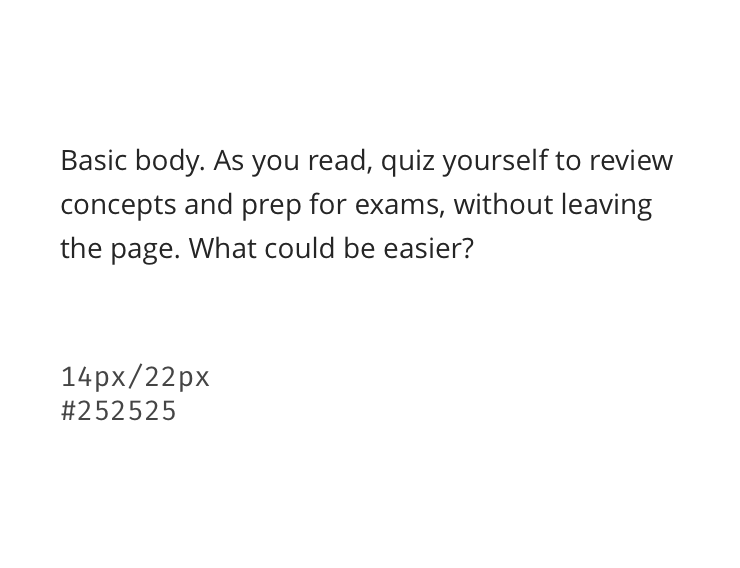 Basic body. As you read, quiz yourself to review
concepts and prep for exams, without leaving
the page. What could be easier?
14px/22px
#252525